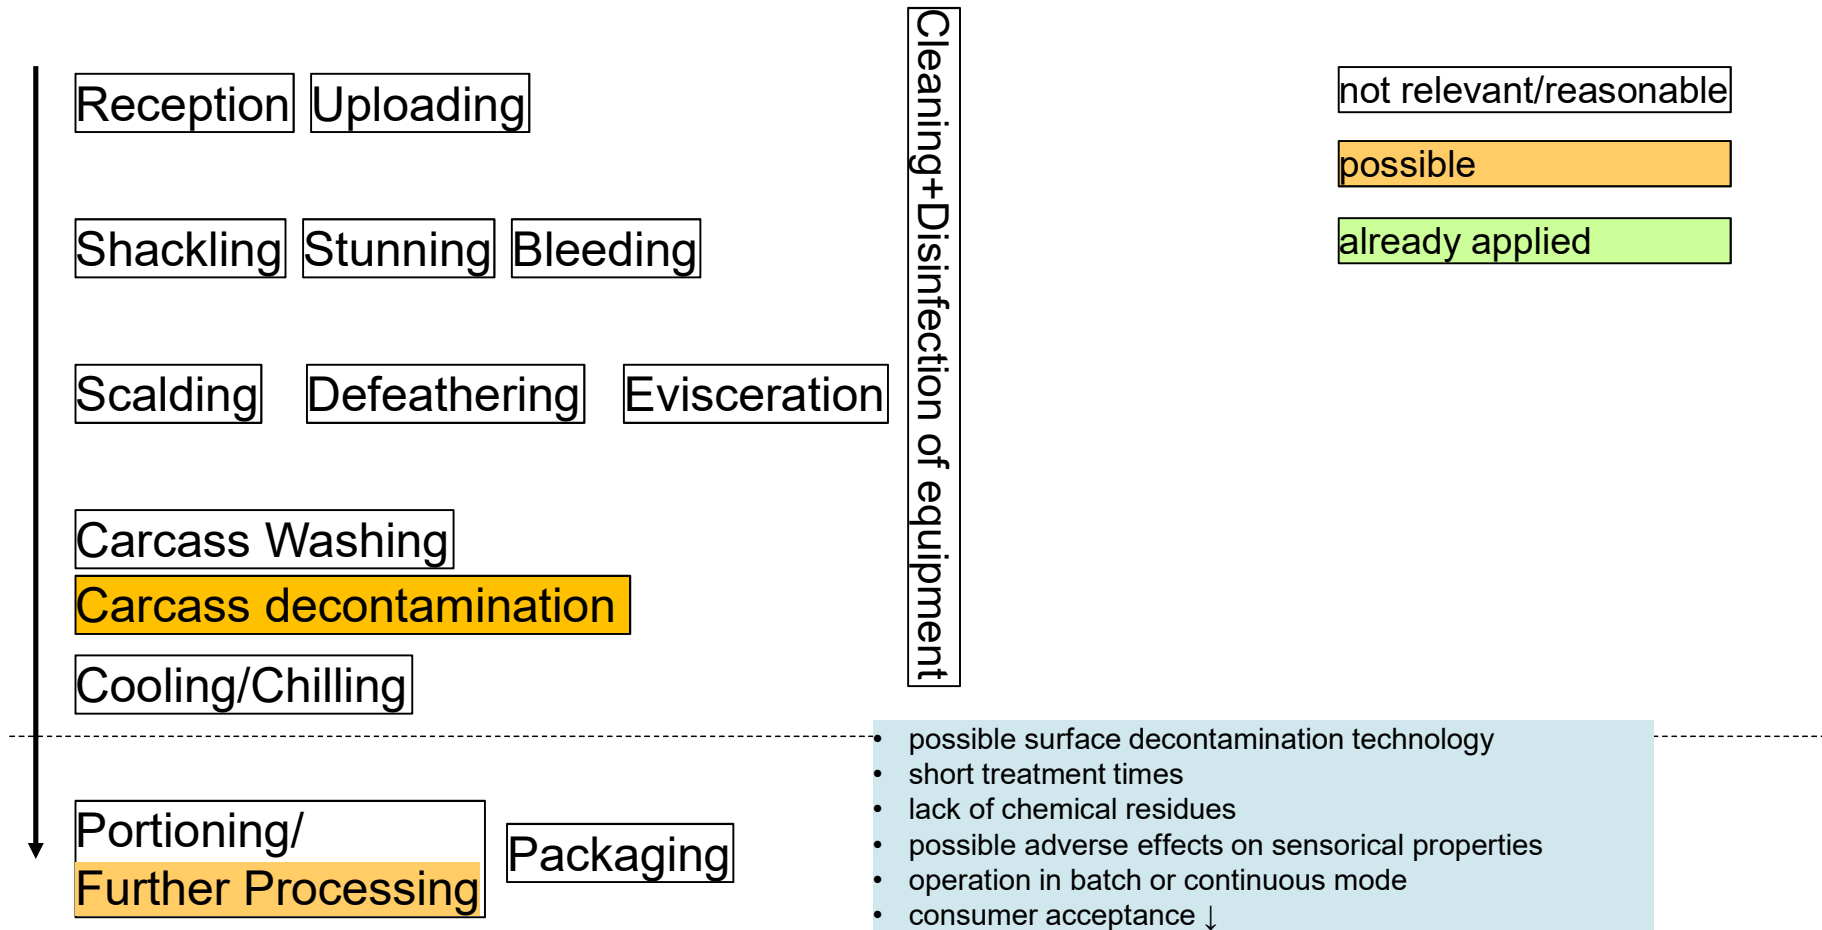 Reception Uploading
Shackling Stunning Bleeding
Scalding Defeathering Evisceration
Carcass Washing
Carcass decontamination
Cooling/Chilling
Portioning/
Further Processing
Packaging
Cleaning+Disinfection of equipment
not relevant/reasonable
possible
already applied
• possible surface decontamination technology
• short treatment times
• lack of chemical residues
• possible adverse effects on sensorical properties
• operation in batch or continuous mode
• consumer acceptance ↓